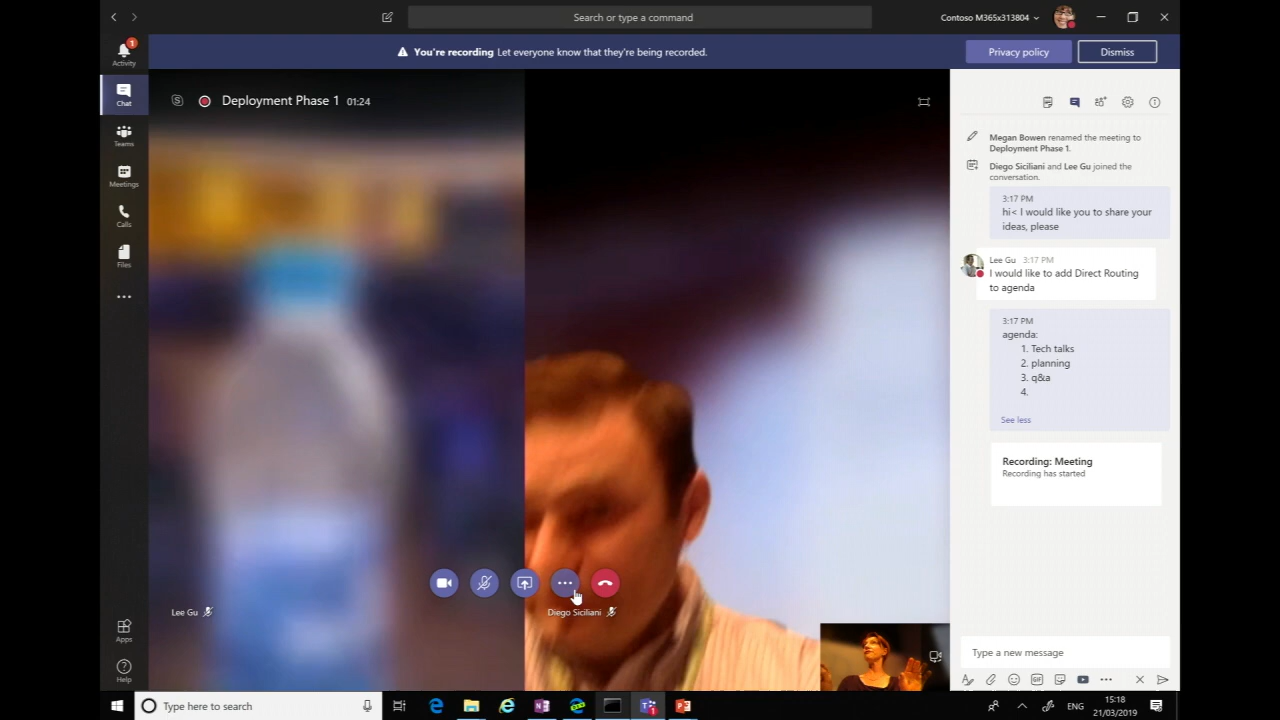 Search or type a command
Contoso M365x313804
You're recording Let everyone know that they're being recorded.
Privacy policy
Dismiss
1
Activity
Chat
Teams
Meetings
Calls
Files
Apps
Help
Deployment Phase 1 01:24
Lee Gu
Diego Siciliani
Megan Bowen renamed the meeting to
Deployment Phase 1.
Diego Siciliani and Lee Gu joined the
conversation.
3:17 PM
hi< I would like you to share your
ideas, please
Lee Gu 3:17 PM
I would like to add Direct Routing
to agenda
3:17 PM
agenda:
1. Tech talks
2. planning
3. q&a
4.
See less
Recording: Meeting
Recording has started
Type a new message
GIF
Type here to search
ENG
15:18
21/03/2019